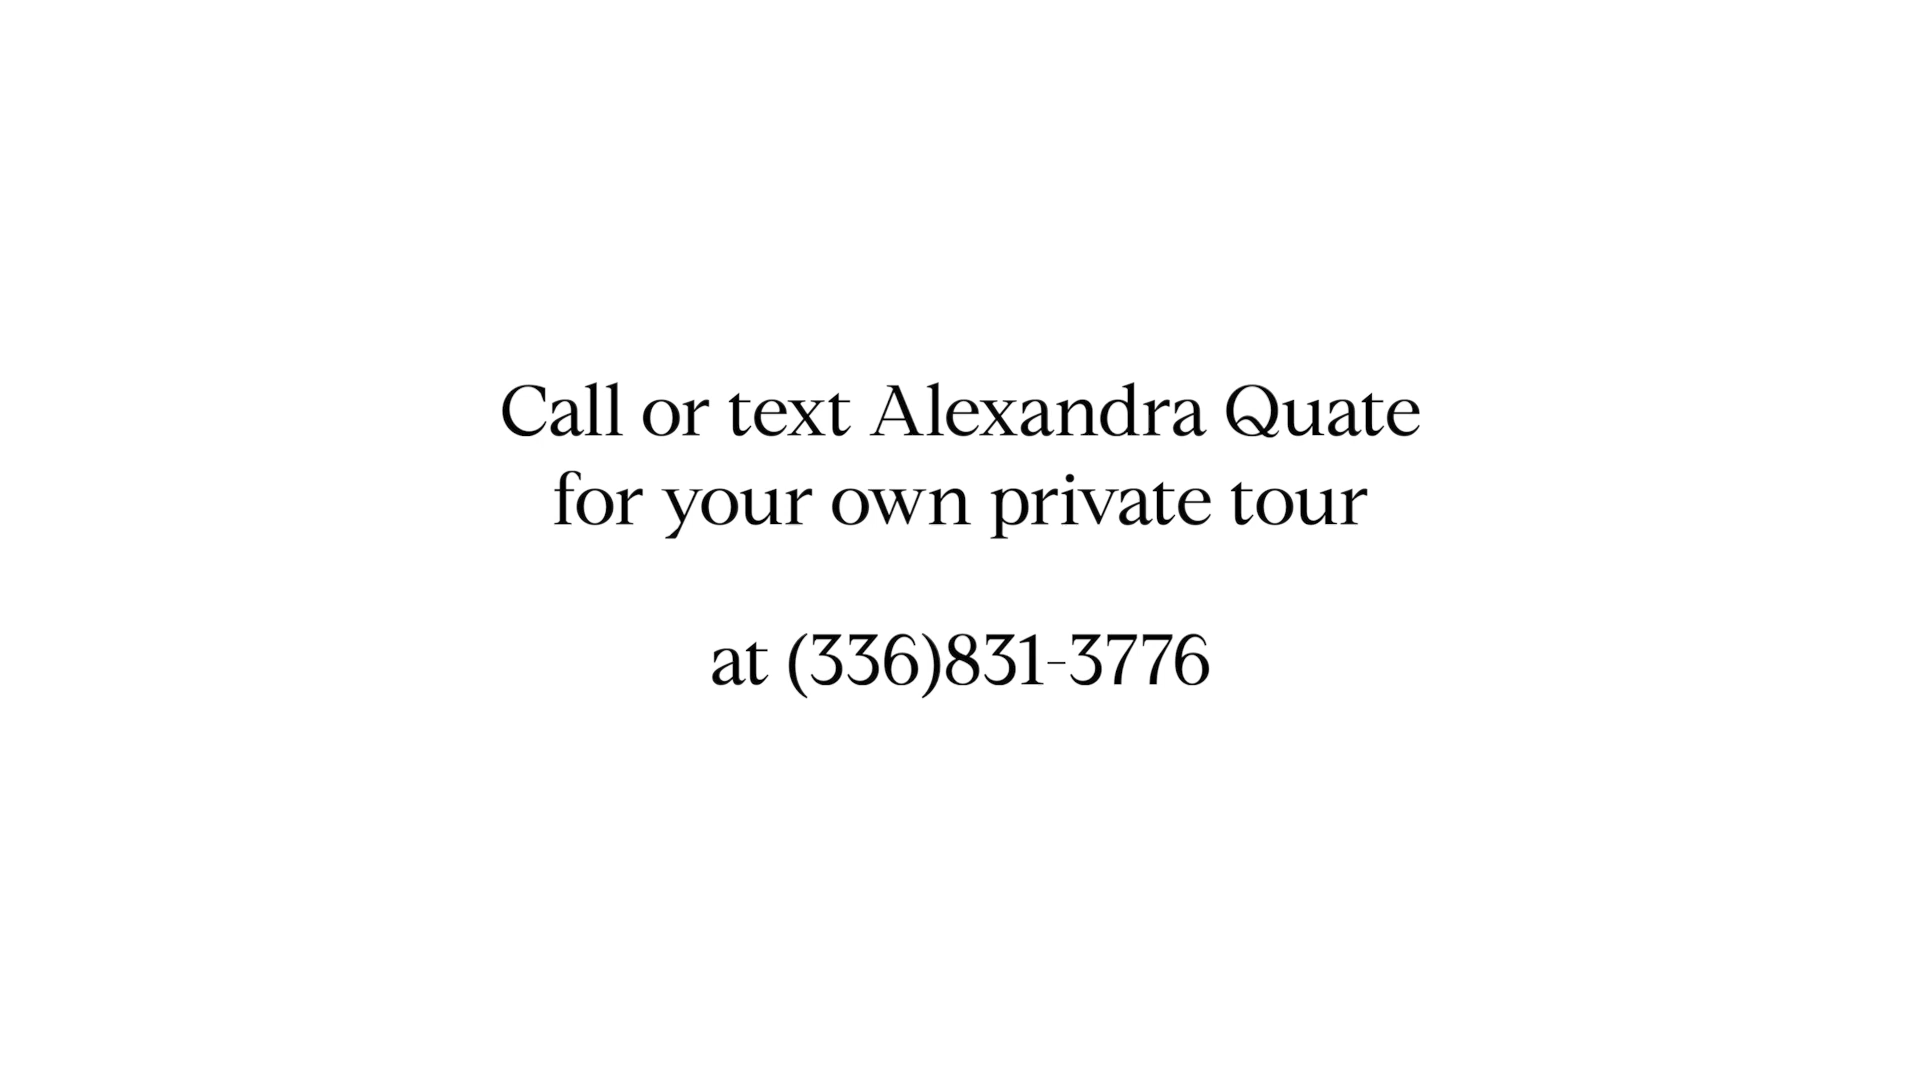 Call or text Alexandra Quate
for your own private tour
at (336)831-3776